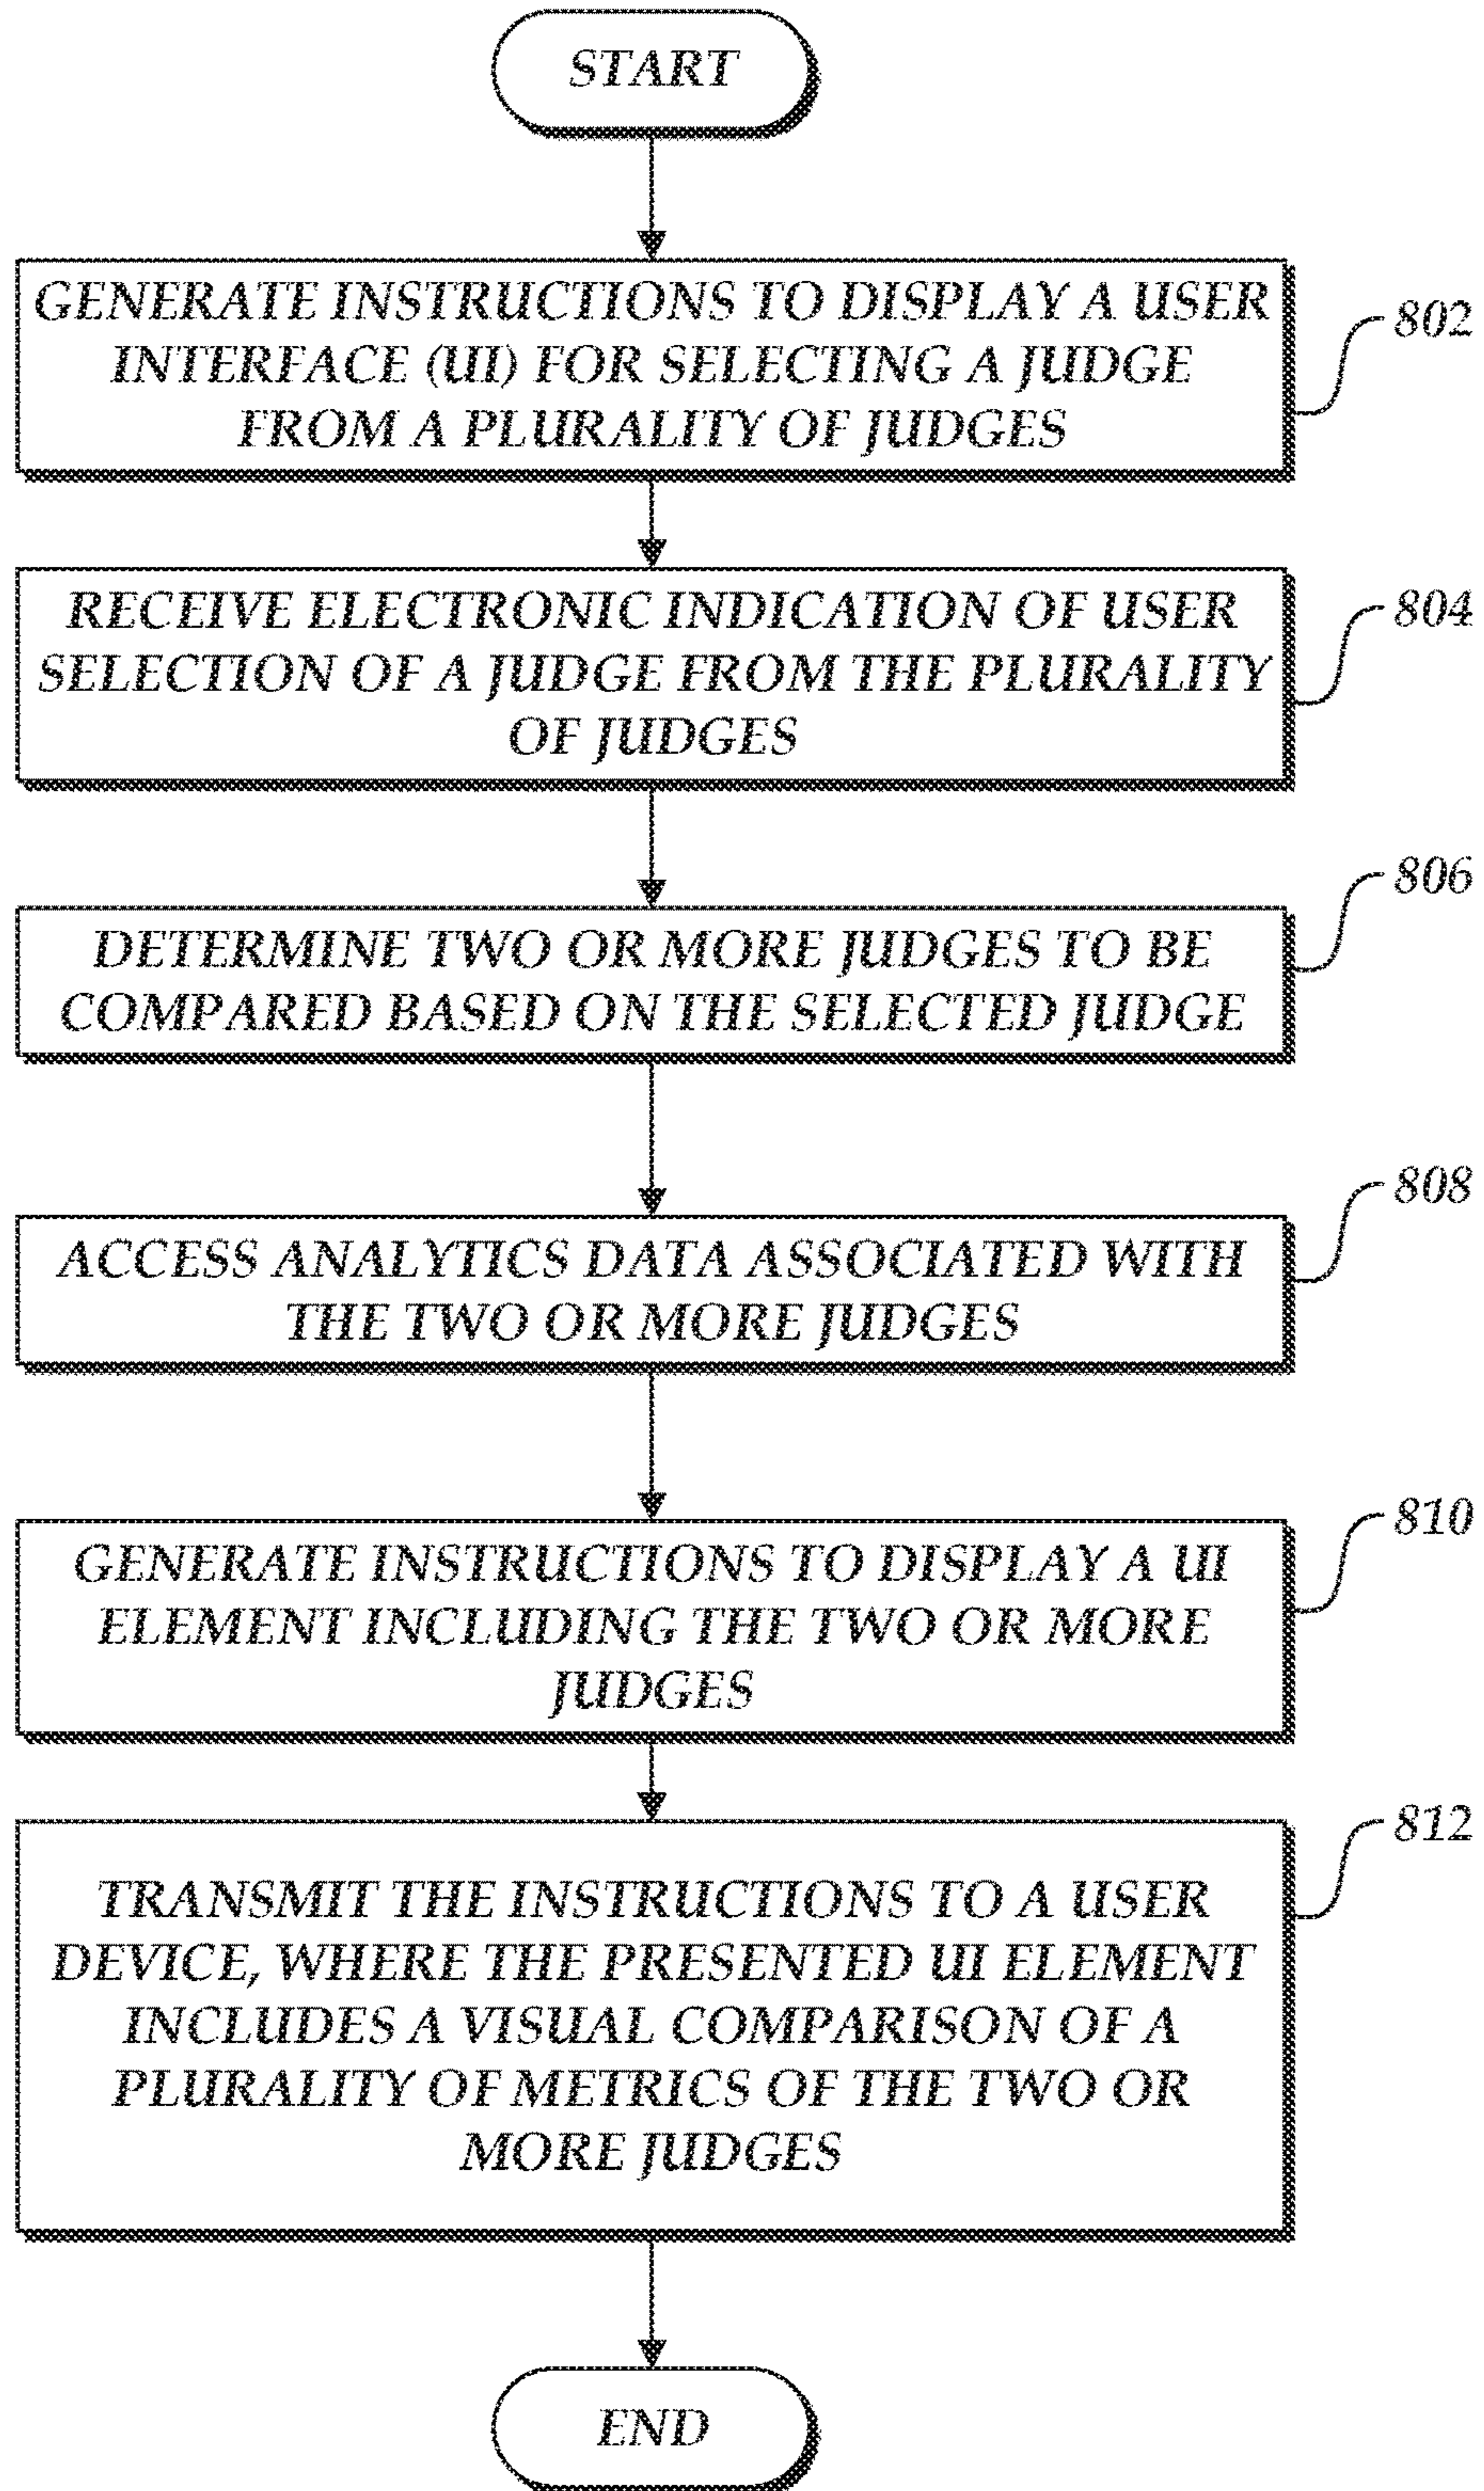 START
GENERATE INSTRUCTIONS TO DISPLAY A USER
INTERFACE (UI) FOR SELECTING A JUDGE
FROM A PLURALITY OF JUDGES
802
RECEIVE ELECTRONIC INDICATION OF USER
SELECTION OF A JUDGE FROM THE PLURALITY
OF JUDGES
804
DETERMINE TWO OR MORE JUDGES TO BE
COMPARED BASED ON THE SELECTED JUDGE
806
ACCESS ANALYTICS DATA ASSOCIATED WITH
THE TWO OR MORE JUDGES
808
GENERATE INSTRUCTIONS TO DISPLAY A UI
ELEMENT INCLUDING THE TWO OR MORE
JUDGES
810
TRANSMIT THE INSTRUCTIONS TO A USER
DEVICE, WHERE THE PRESENTED UI ELEMENT
INCLUDES A VISUAL COMPARISON OF A
PLURALITY OF METRICS OF THE TWO OR
MORE JUDGES
812
END